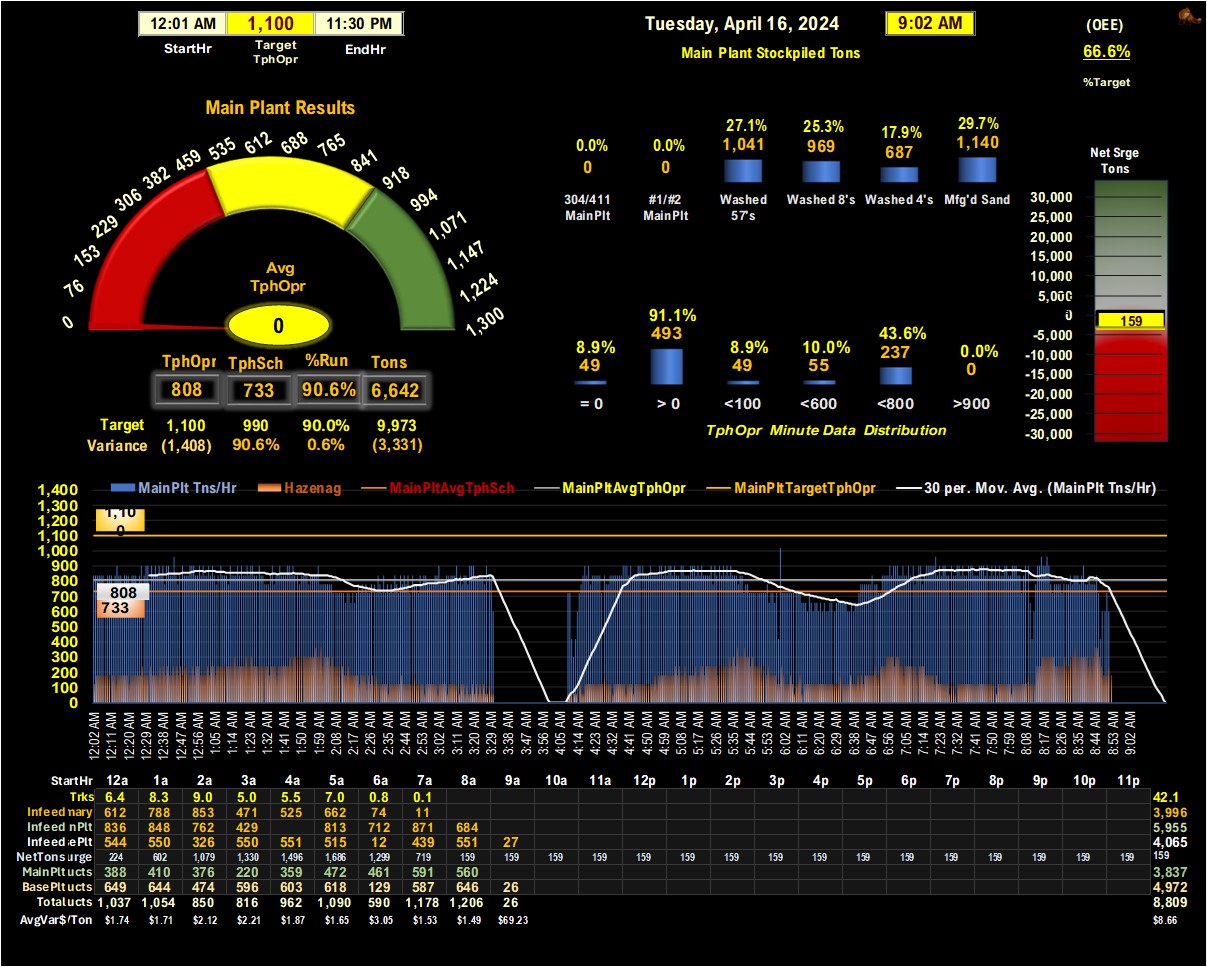 12:01 AM 1,100 11:30 PM
StartHr Target TphOpr EndHr
Tuesday, April 16, 2024 9:02 AM
Main Plant Stockpiled Tons
(OEE)
66.6%
%Target
Main Plant Results
0 76 153 229 306 382 459 535 612 688 765 841 918 994 1,071 1,147 1,224 1,300
Avg
TphOpr
0
TphOpr TphSch %Run Tons
808 733 90.6% 6,642
Target 1,100 990 90.0% 9,973
Variance (1,408) 90.6% 0.6% (3,331)
0.0% 0.0% 27.1% 25.3% 17.9% 29.7%
0 0 1,041 969 687 1,140
304/411 MainPlt #1/#2 MainPlt Washed 57's Washed 8's Washed 4's Mfg'd Sand
8.9% 91.1% 8.9% 10.0% 43.6% 0.0%
49 493 49 55 237 0
= 0 > 0 <100 <600 <800 >900
TphOpr Minute Data Distribution
Net Srge
Tons
30,000
25,000
20,000
15,000
10,000
5,000
0
159
-5,000
-10,000
-15,000
-20,000
-25,000
-30,000
MainPlt Tns/Hr Hazenag MainPltAvgTphSch MainPltAvgTphOpr MainPltTargetTphOpr 30 per. Mov. Avg. (MainPlt Tns/Hr)
1,400
1,300
1,200
1,100
1,000
900
800
700
600
500
400
300
200
100
0
1,10
0
808
733
12:02 AM 12:11 AM 12:20 AM 12:29 AM 12:38 AM 12:47 AM 12:56 AM 1:05 AM 1:14 AM 1:23 AM 1:32 AM 1:41 AM 1:50 AM 1:59 AM 2:08 AM 2:17 AM 2:26 AM 2:35 AM 2:44 AM 2:53 AM 3:02 AM 3:11 AM 3:20 AM 3:29 AM 3:38 AM 3:47 AM 3:56 AM 4:05 AM 4:14 AM 4:23 AM 4:32 AM 4:41 AM 4:50 AM 4:59 AM 5:08 AM 5:17 AM 5:26 AM 5:35 AM 5:44 AM 5:53 AM 6:02 AM 6:11 AM 6:20 AM 6:29 AM 6:38 AM 6:47 AM 6:56 AM 7:05 AM 7:14 AM 7:23 AM 7:32 AM 7:41 AM 7:50 AM 7:59 AM 8:08 AM 8:17 AM 8:26 AM 8:35 AM 8:44 AM 8:53 AM 9:02 AM
StartHr 12a 1a 2a 3a 4a 5a 6a 7a 8a 9a 10a 11a 12p 1p 2p 3p 4p 5p 6p 7p 8p 9p 10p 11p
Trks 6.4 8.3 9.0 5.0 5.5 7.0 0.8 0.1 42.1
Infeed mary 612 788 853 471 525 662 74 11 3,996
Infeed nPlt 836 848 762 429 813 712 871 684 5,955
Infeed ePlt 544 550 326 550 551 515 12 439 551 27 4,065
NetTons urge 224 602 1,079 1,330 1,496 1,686 1,299 719 159 159 159 159 159 159 159 159 159 159 159 159 159 159 159 159 159
MainPlt ucts 388 410 376 220 359 472 461 591 560 3,837
BasePlt ucts 649 644 474 596 603 618 129 587 646 26 4,972
Total ucts 1,037 1,054 850 816 962 1,090 590 1,178 1,206 26 8,809
AvgVar$/Ton $1.74 $1.71 $2.12 $2.21 $1.87 $1.65 $3.05 $1.53 $1.49 $69.23 $8.66